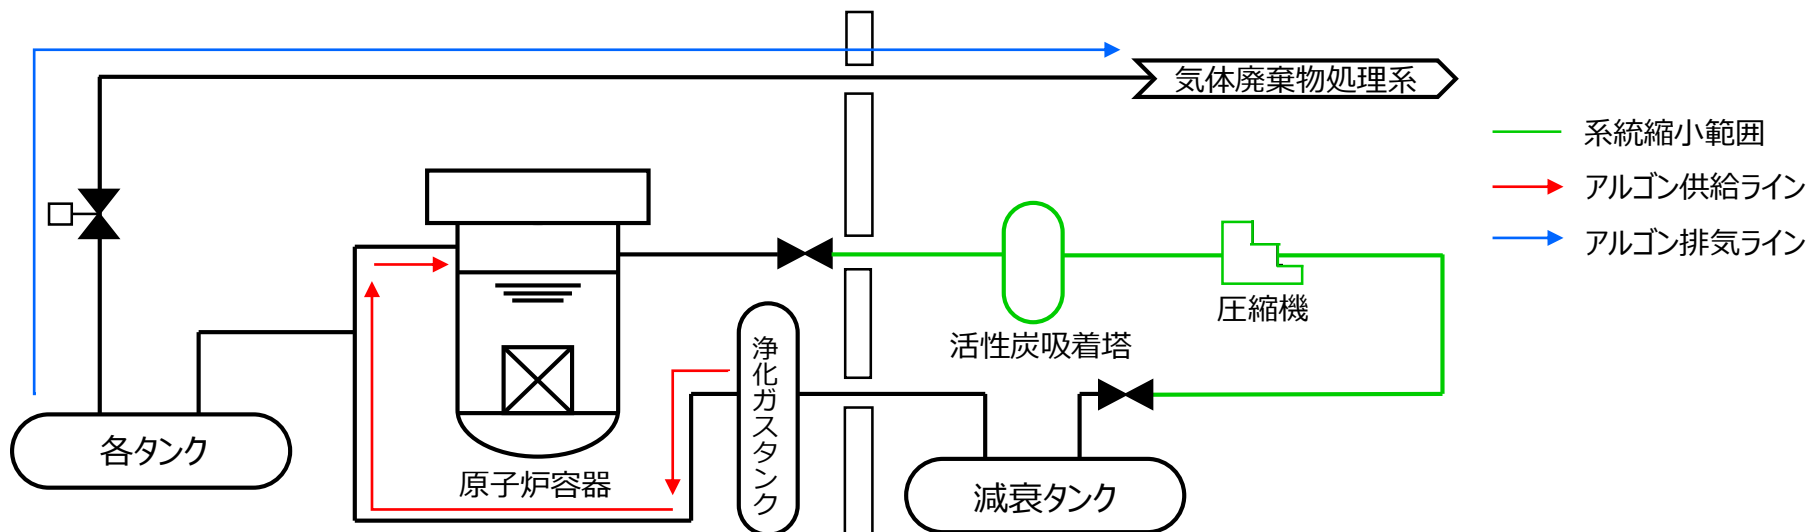 気体廃棄物処理系
系統縮小範囲
アルゴン供給ライン
アルゴン排気ライン
圧縮機
活性炭吸着塔
浄化ガスタンク
各タンク
原子炉容器
減衰タンク